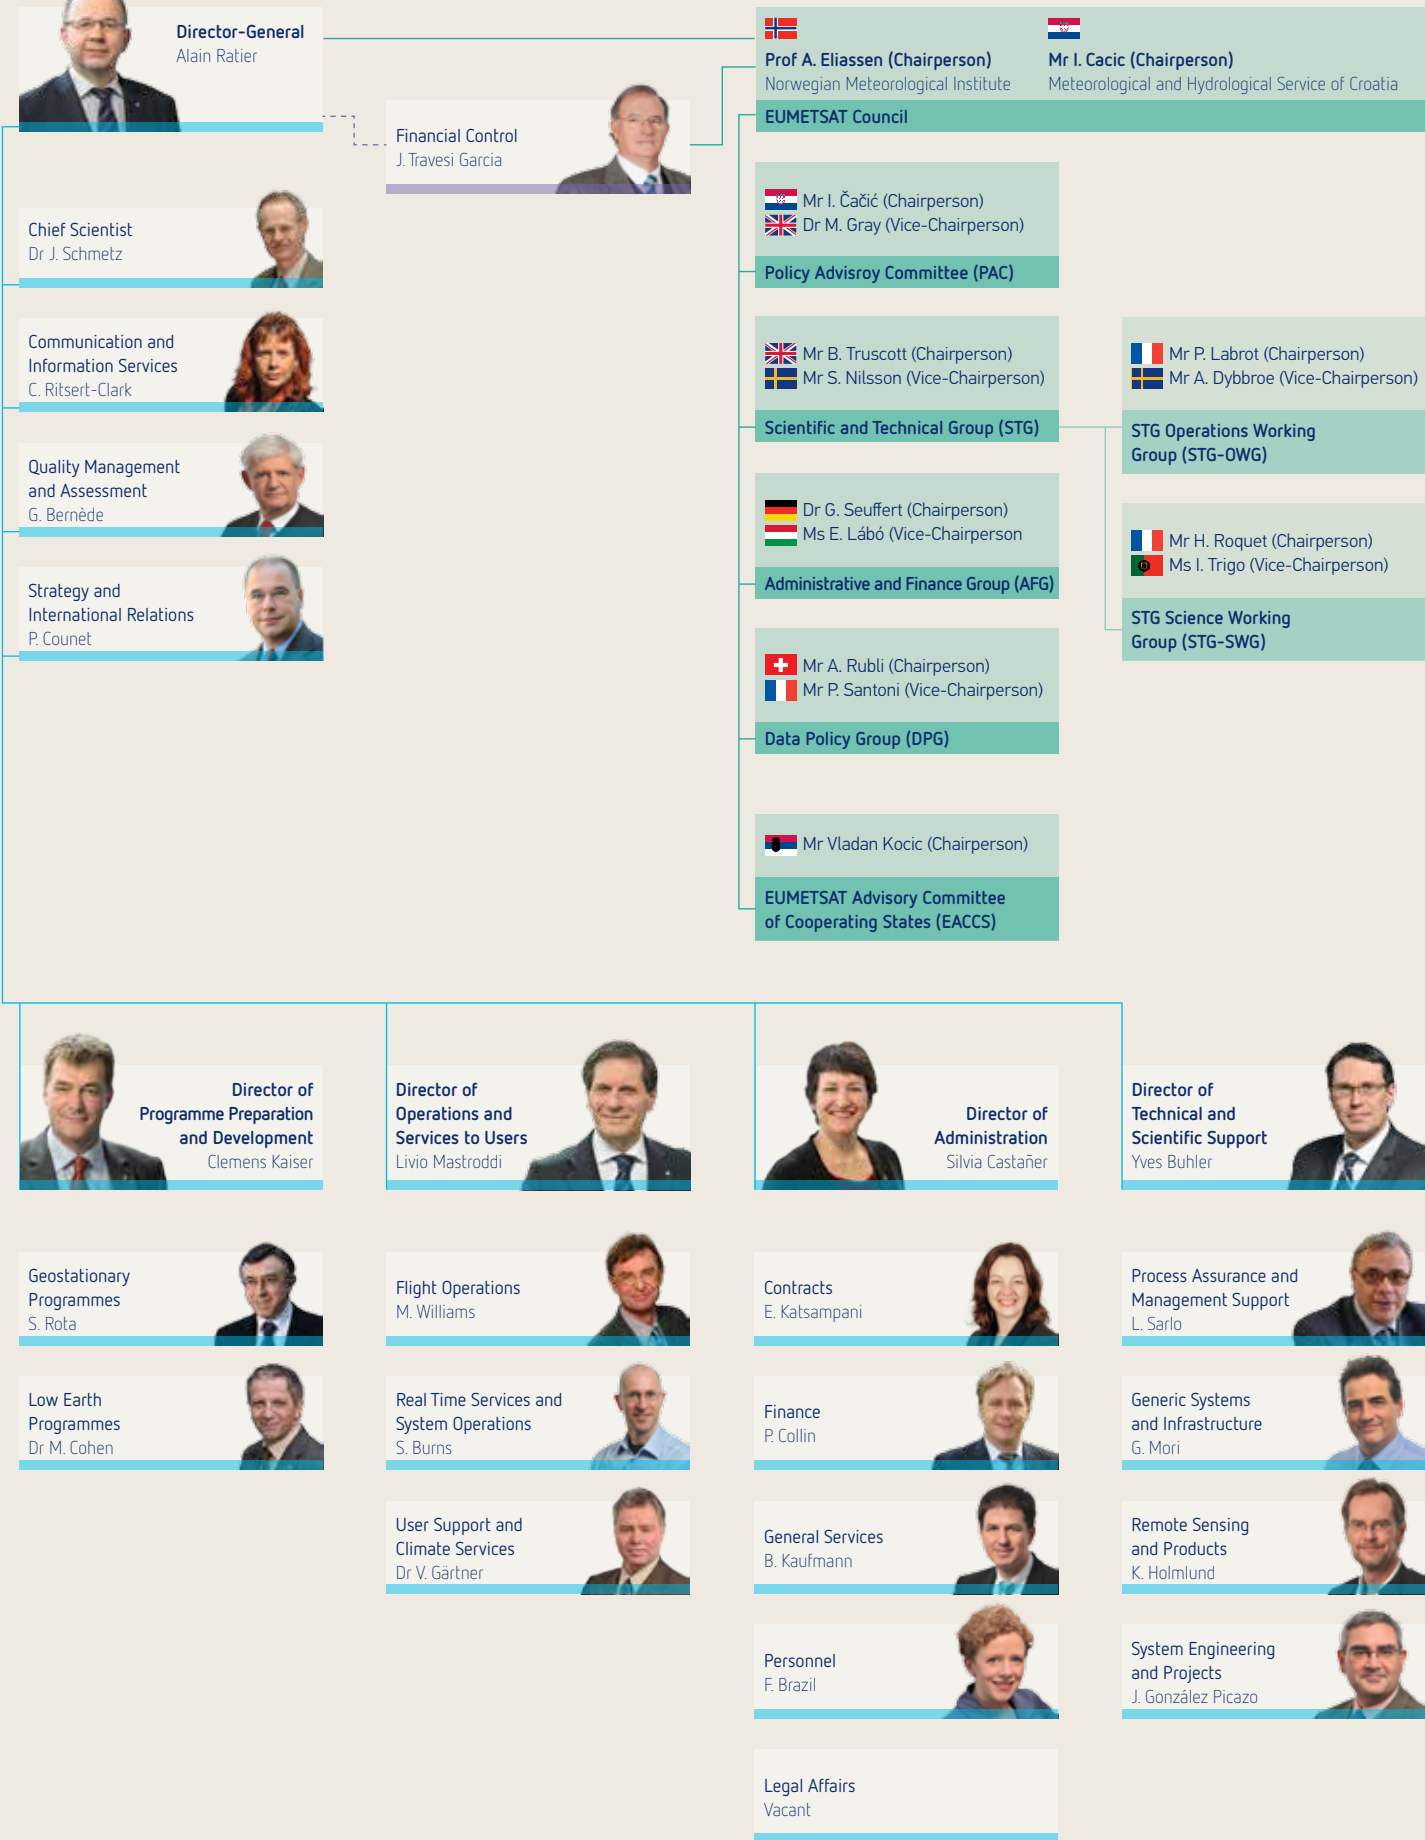 Director-General
Alain Ratier
Prof A. Eliassen (Chairperson)
Norwegian Meteorological Institute
Mr I. Cacic (Chairperson)
Meteorological and Hydrological Service of Croatia
EUMETSAT Council
Financial Control
J. Travesi Garcia
Chief Scientist
Dr J. Schmetz
Communication and
Information Services
C. Ritsert-Clark
Quality Management
and Assessment
G. Bernède
Strategy and
International Relations
P. Counet
Mr I. Čačić (Chairperson)
Dr M. Gray (Vice-Chairperson)
Policy Advisroy Committee (PAC)
Mr B. Truscott (Chairperson)
Mr S. Nilsson (Vice-Chairperson)
Scientific and Technical Group (STG)
Mr P. Labrot (Chairperson)
Mr A. Dybbroe (Vice-Chairperson)
STG Operations Working
Group (STG-OWG)
Dr G. Seuffert (Chairperson)
Ms E. Lábó (Vice-Chairperson
Administrative and Finance Group (AFG)
Mr H. Roquet (Chairperson)
Ms I. Trigo (Vice-Chairperson)
STG Science Working
Group (STG-SWG)
Mr A. Rubli (Chairperson)
Mr P. Santoni (Vice-Chairperson)
Data Policy Group (DPG)
Mr Vladan Kocic (Chairperson)
EUMETSAT Advisory Committee
of Cooperating States (EACCS)
Director of
Programme Preparation
and Development
Clemens Kaiser
Director of
Operations and
Services to Users
Livio Mastroddi
Director of
Administration
Silvia Castañer
Director of
Technical and
Scientific Support
Yves Buhler
Geostationary
Programmes
S. Rota
Low Earth
Programmes
Dr M. Cohen
Flight Operations
M. Williams
Real Time Services and
System Operations
S. Burns
User Support and
Climate Services
Dr V. Gärtner
Contracts
E. Katsampani
Finance
P. Collin
General Services
B. Kaufmann
Personnel
F. Brazil
Legal Affairs
Vacant
Process Assurance and
Management Support
L. Sarlo
Generic Systems
and Infrastructure
G. Mori
Remote Sensing
and Products
K. Holmlund
System Engineering
and Projects
J. González Picazo